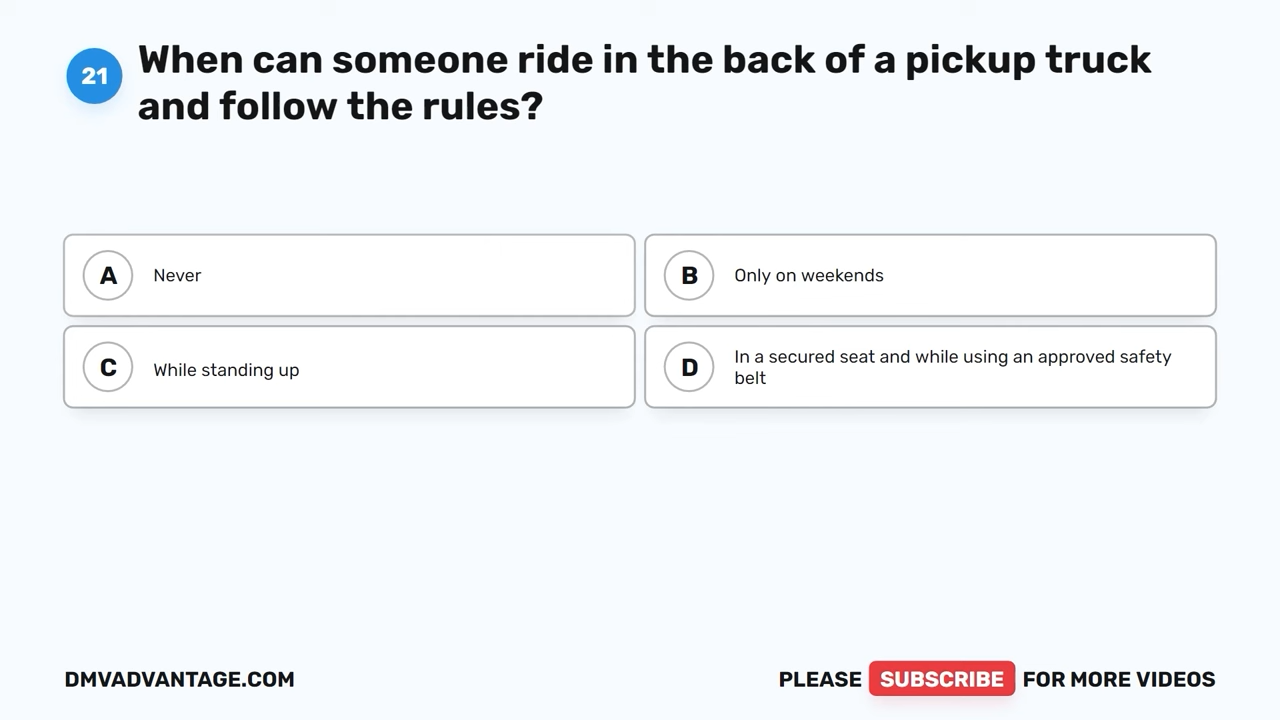 21
When can someone ride in the back of a pickup truck
and follow the rules?
A
Never
B
Only on weekends
C
While standing up
D
In a secured seat and while using an approved safety
belt
DMVADVANTAGE.COM
PLEASE SUBSCRIBE FOR MORE VIDEOS